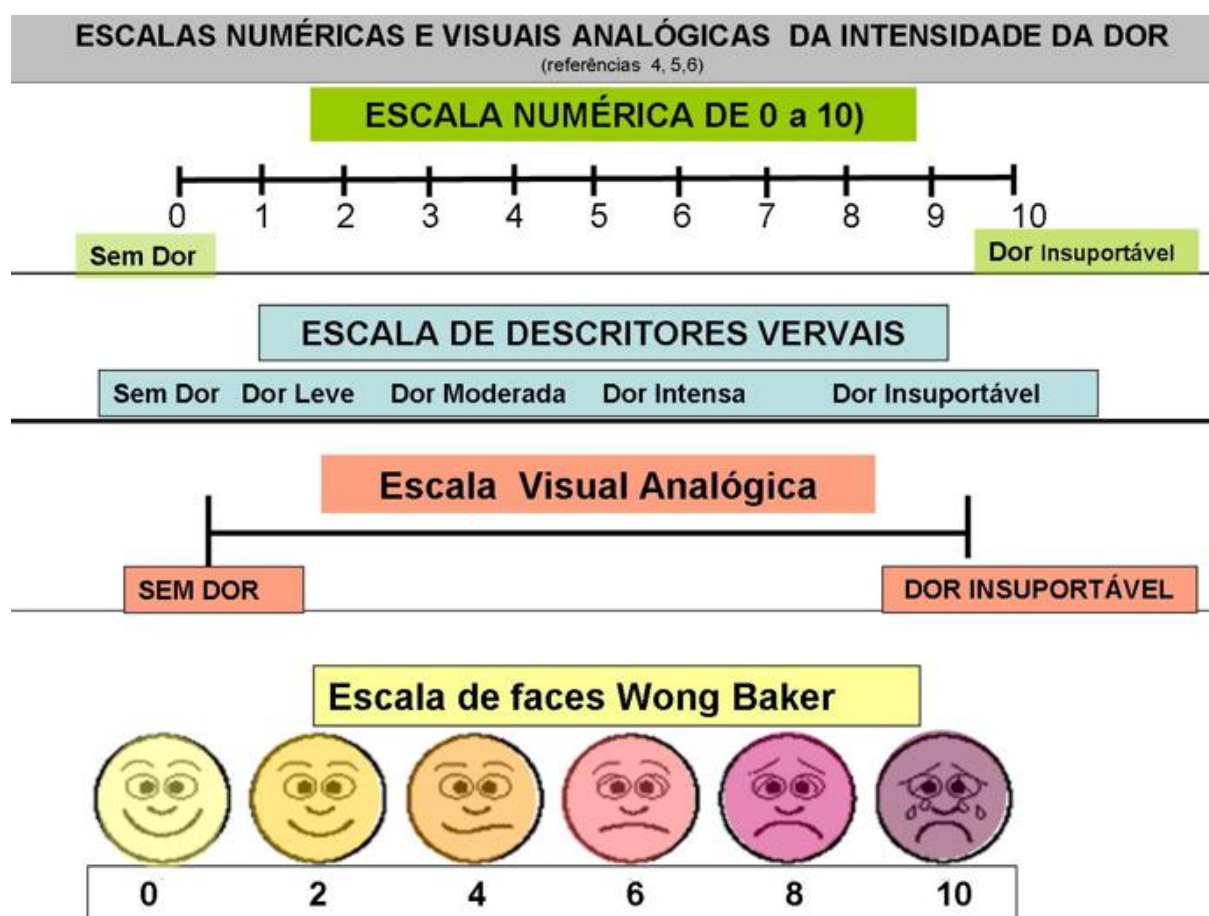 ESCALAS NUMÉRICAS E VISUAIS ANALÓGICAS DA INTENSIDADE DA DOR
(referências 4, 5,6)
ESCALA NUMÉRICA DE 0 a 10)
0 1 2 3 4 5 6 7 8 9 10
Sem Dor Dor Insuportável
ESCALA DE DESCRITORES VERVAIS
Sem Dor Dor Leve Dor Moderada Dor Intensa Dor Insuportável
Escala Visual Analógica
SEM DOR DOR INSUPORTÁVEL
Escala de faces Wong Baker
0 2 4 6 8 10